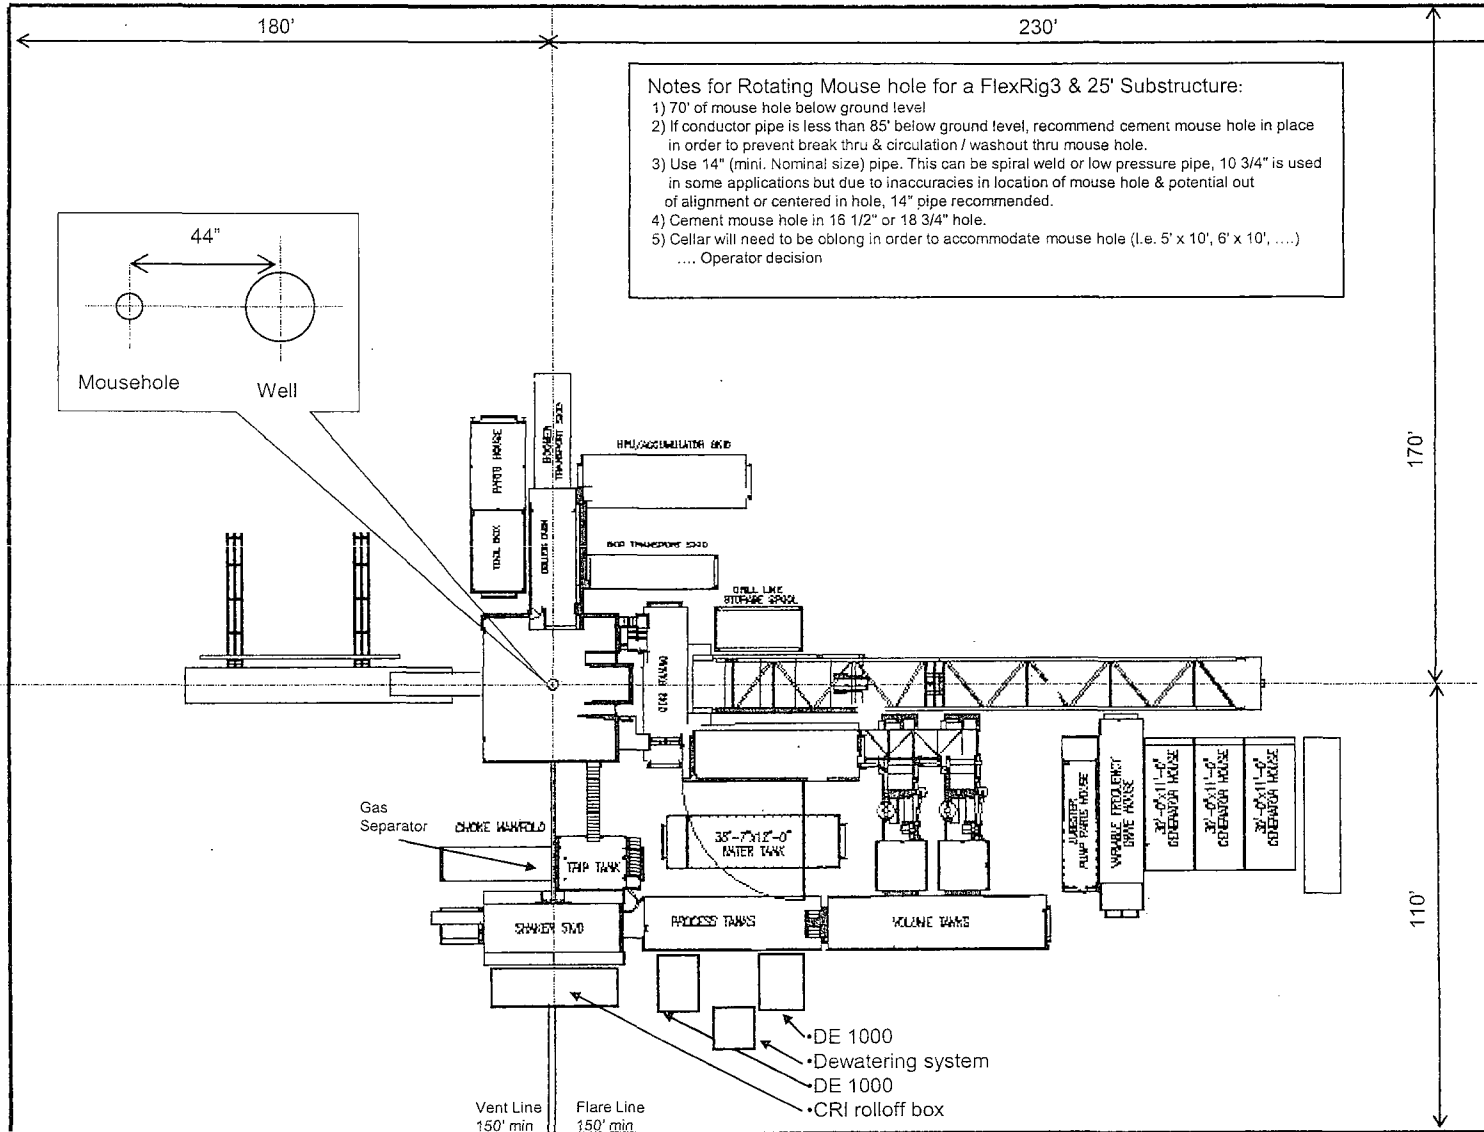 180'
230'
Notes for Rotating Mouse hole for a FlexRig3 & 25' Substructure:
1) 70' of mouse hole below ground level
2) If conductor pipe is less than 85' below ground level, recommend cement mouse hole in place
in order to prevent break thru & circulation / washout thru mouse hole.
3) Use 14" (mini. Nominal size) pipe. This can be spiral weld or low pressure pipe, 10 3/4" is used
in some applications but due to inaccuracies in location of mouse hole & potential out
of alignment or centered in hole, 14" pipe recommended.
4) Cement mouse hole in 16 1/2" or 18 3/4" hole.
5) Cellar will need to be oblong in order to accommodate mouse hole (I.e. 5' x 10', 6' x 10', ....)
.... Operator decision
44"
Mousehole
Well
170'
PARTS HOUSE
TRANSPORT SKID
HPU/ACCUMULATOR SKID
TOOL BOX
BOP TRANSPORT SKID
DRILL LINE
STORAGE SPOOL
Gas
Separator
CHOKE MANIFOLD
TRIP TANK
38'-7"x12'-0"
WATER TANK
PUMP PARTS HOUSE
VARIABLE FREQUENCY
DRIVE HOUSE
GENERATOR HOUSE
GENERATOR HOUSE
GENERATOR HOUSE
110'
SHAKER SKID
PROCESS TANKS
VOLUME TANKS
•DE 1000
•Dewatering system
•DE 1000
•CRI rolloff box
Vent Line
150' min
Flare Line
150' min